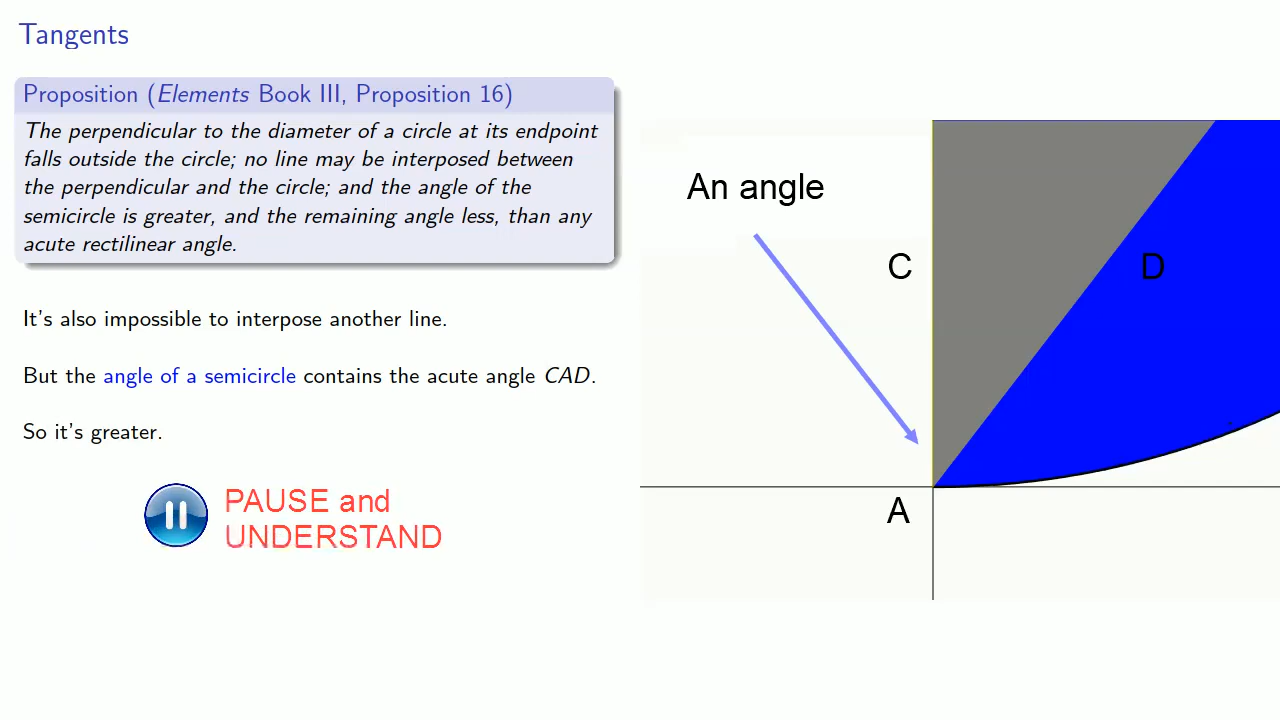 Tangents
Proposition (Elements Book III, Proposition 16)
The perpendicular to the diameter of a circle at its endpoint
falls outside the circle; no line may be interposed between
the perpendicular and the circle; and the angle of the
semicircle is greater, and the remaining angle less, than any
acute rectilinear angle.
It's also impossible to interpose another line.
But the angle of a semicircle contains the acute angle CAD.
So it's greater.
PAUSE and
UNDERSTAND
An angle
C
D
A